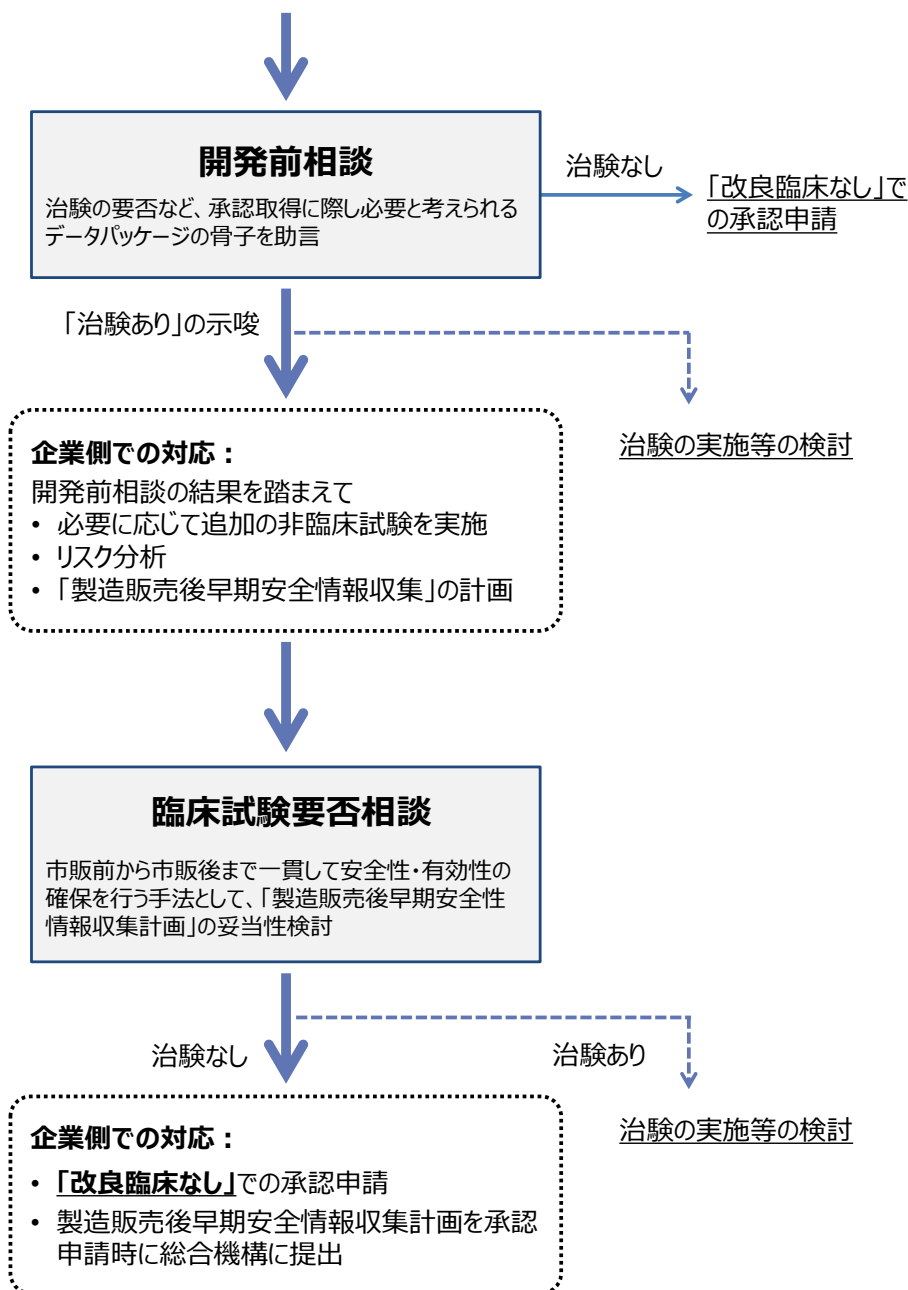 開発前相談
治験の要否など、承認取得に際し必要と考えられる
データパッケージの骨子を助言
治験なし
「改良臨床なし」で
の承認申請
「治験あり」の示唆
治験の実施等の検討
企業側での対応：
開発前相談の結果を踏まえて
• 必要に応じて追加の非臨床試験を実施
• リスク分析
• 「製造販売後早期安全情報収集」の計画
臨床試験要否相談
市販前から市販後まで一貫して安全性・有効性の
確保を行う手法として、「製造販売後早期安全性
情報収集計画」の妥当性検討
治験なし
治験あり
治験の実施等の検討
企業側での対応：
• 「改良臨床なし」での承認申請
• 製造販売後早期安全情報収集計画を承認
申請時に総合機構に提出